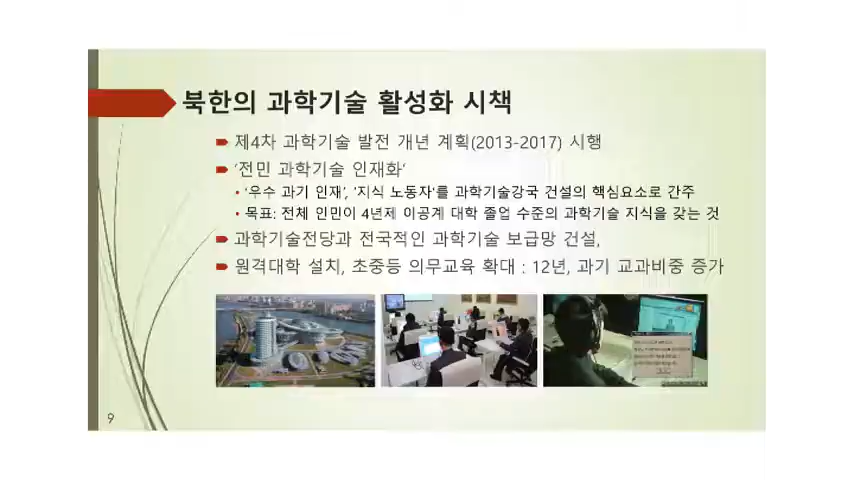 북한의 과학기술 활성화 시책
제4차 과학기술 발전 개년 계획(2013-2017) 시행
'전민 과학기술 인재화'
'우수 과기 인재', '지식 노동자'를 과학기술강국 건설의 핵심요소로 간주
목표: 전체 인민이 4년제 이공계 대학 졸업 수준의 과학기술 지식을 갖는 것
과학기술전당과 전국적인 과학기술 보급망 건설,
원격대학 설치, 초중등 의무교육 확대 : 12년, 과기 교과비중 증가
9